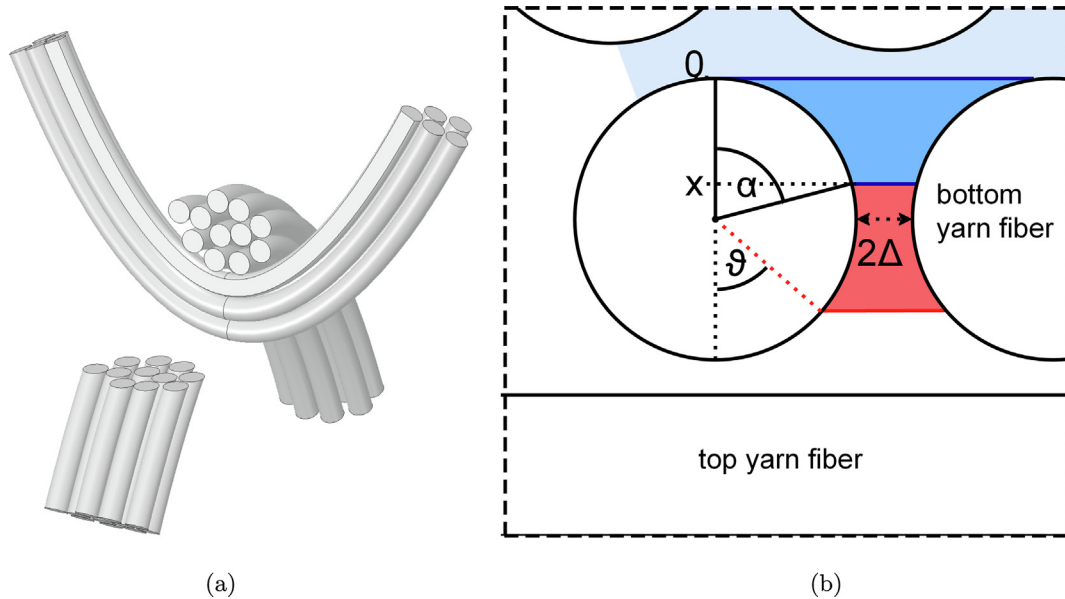 0
x
α
bottom
yarn fiber
2Δ
ϑ
top yarn fiber
(a)
(b)